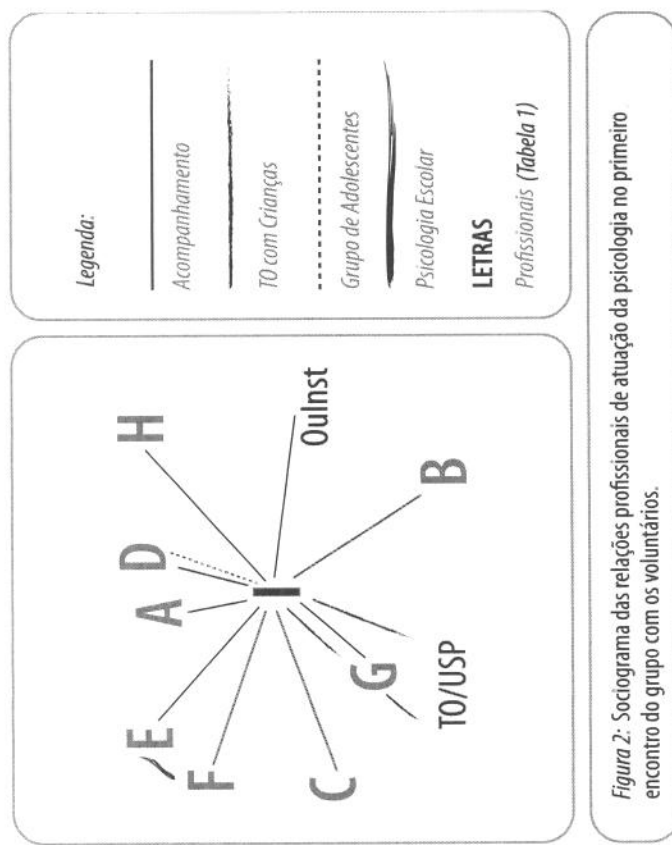 H
D
A
E
F
C
I
OuInst
B
G
TO/USP
Legenda:
Acompanhamento
TO com Crianças
Grupo de Adolescentes
Psicologia Escolar
LETRAS
Profissionais (Tabela 1)
Figura 2: Sociograma das relações profissionais de atuação da psicologia no primeiro
encontro do grupo com os voluntários.